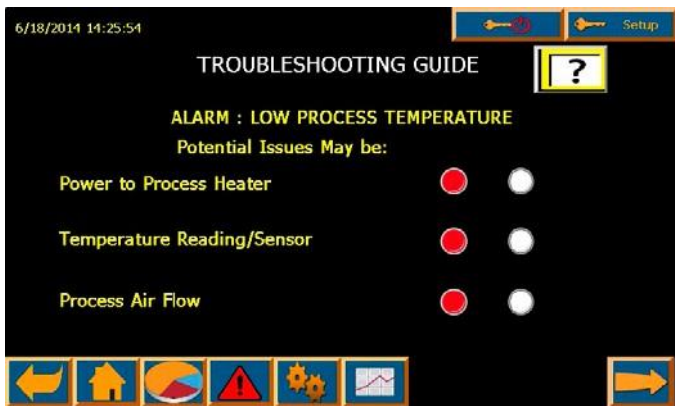 6/18/2014 14:25:54
Setup
TROUBLESHOOTING GUIDE
?
ALARM : LOW PROCESS TEMPERATURE
Potential Issues May be:
Power to Process Heater
Temperature Reading/Sensor
Process Air Flow